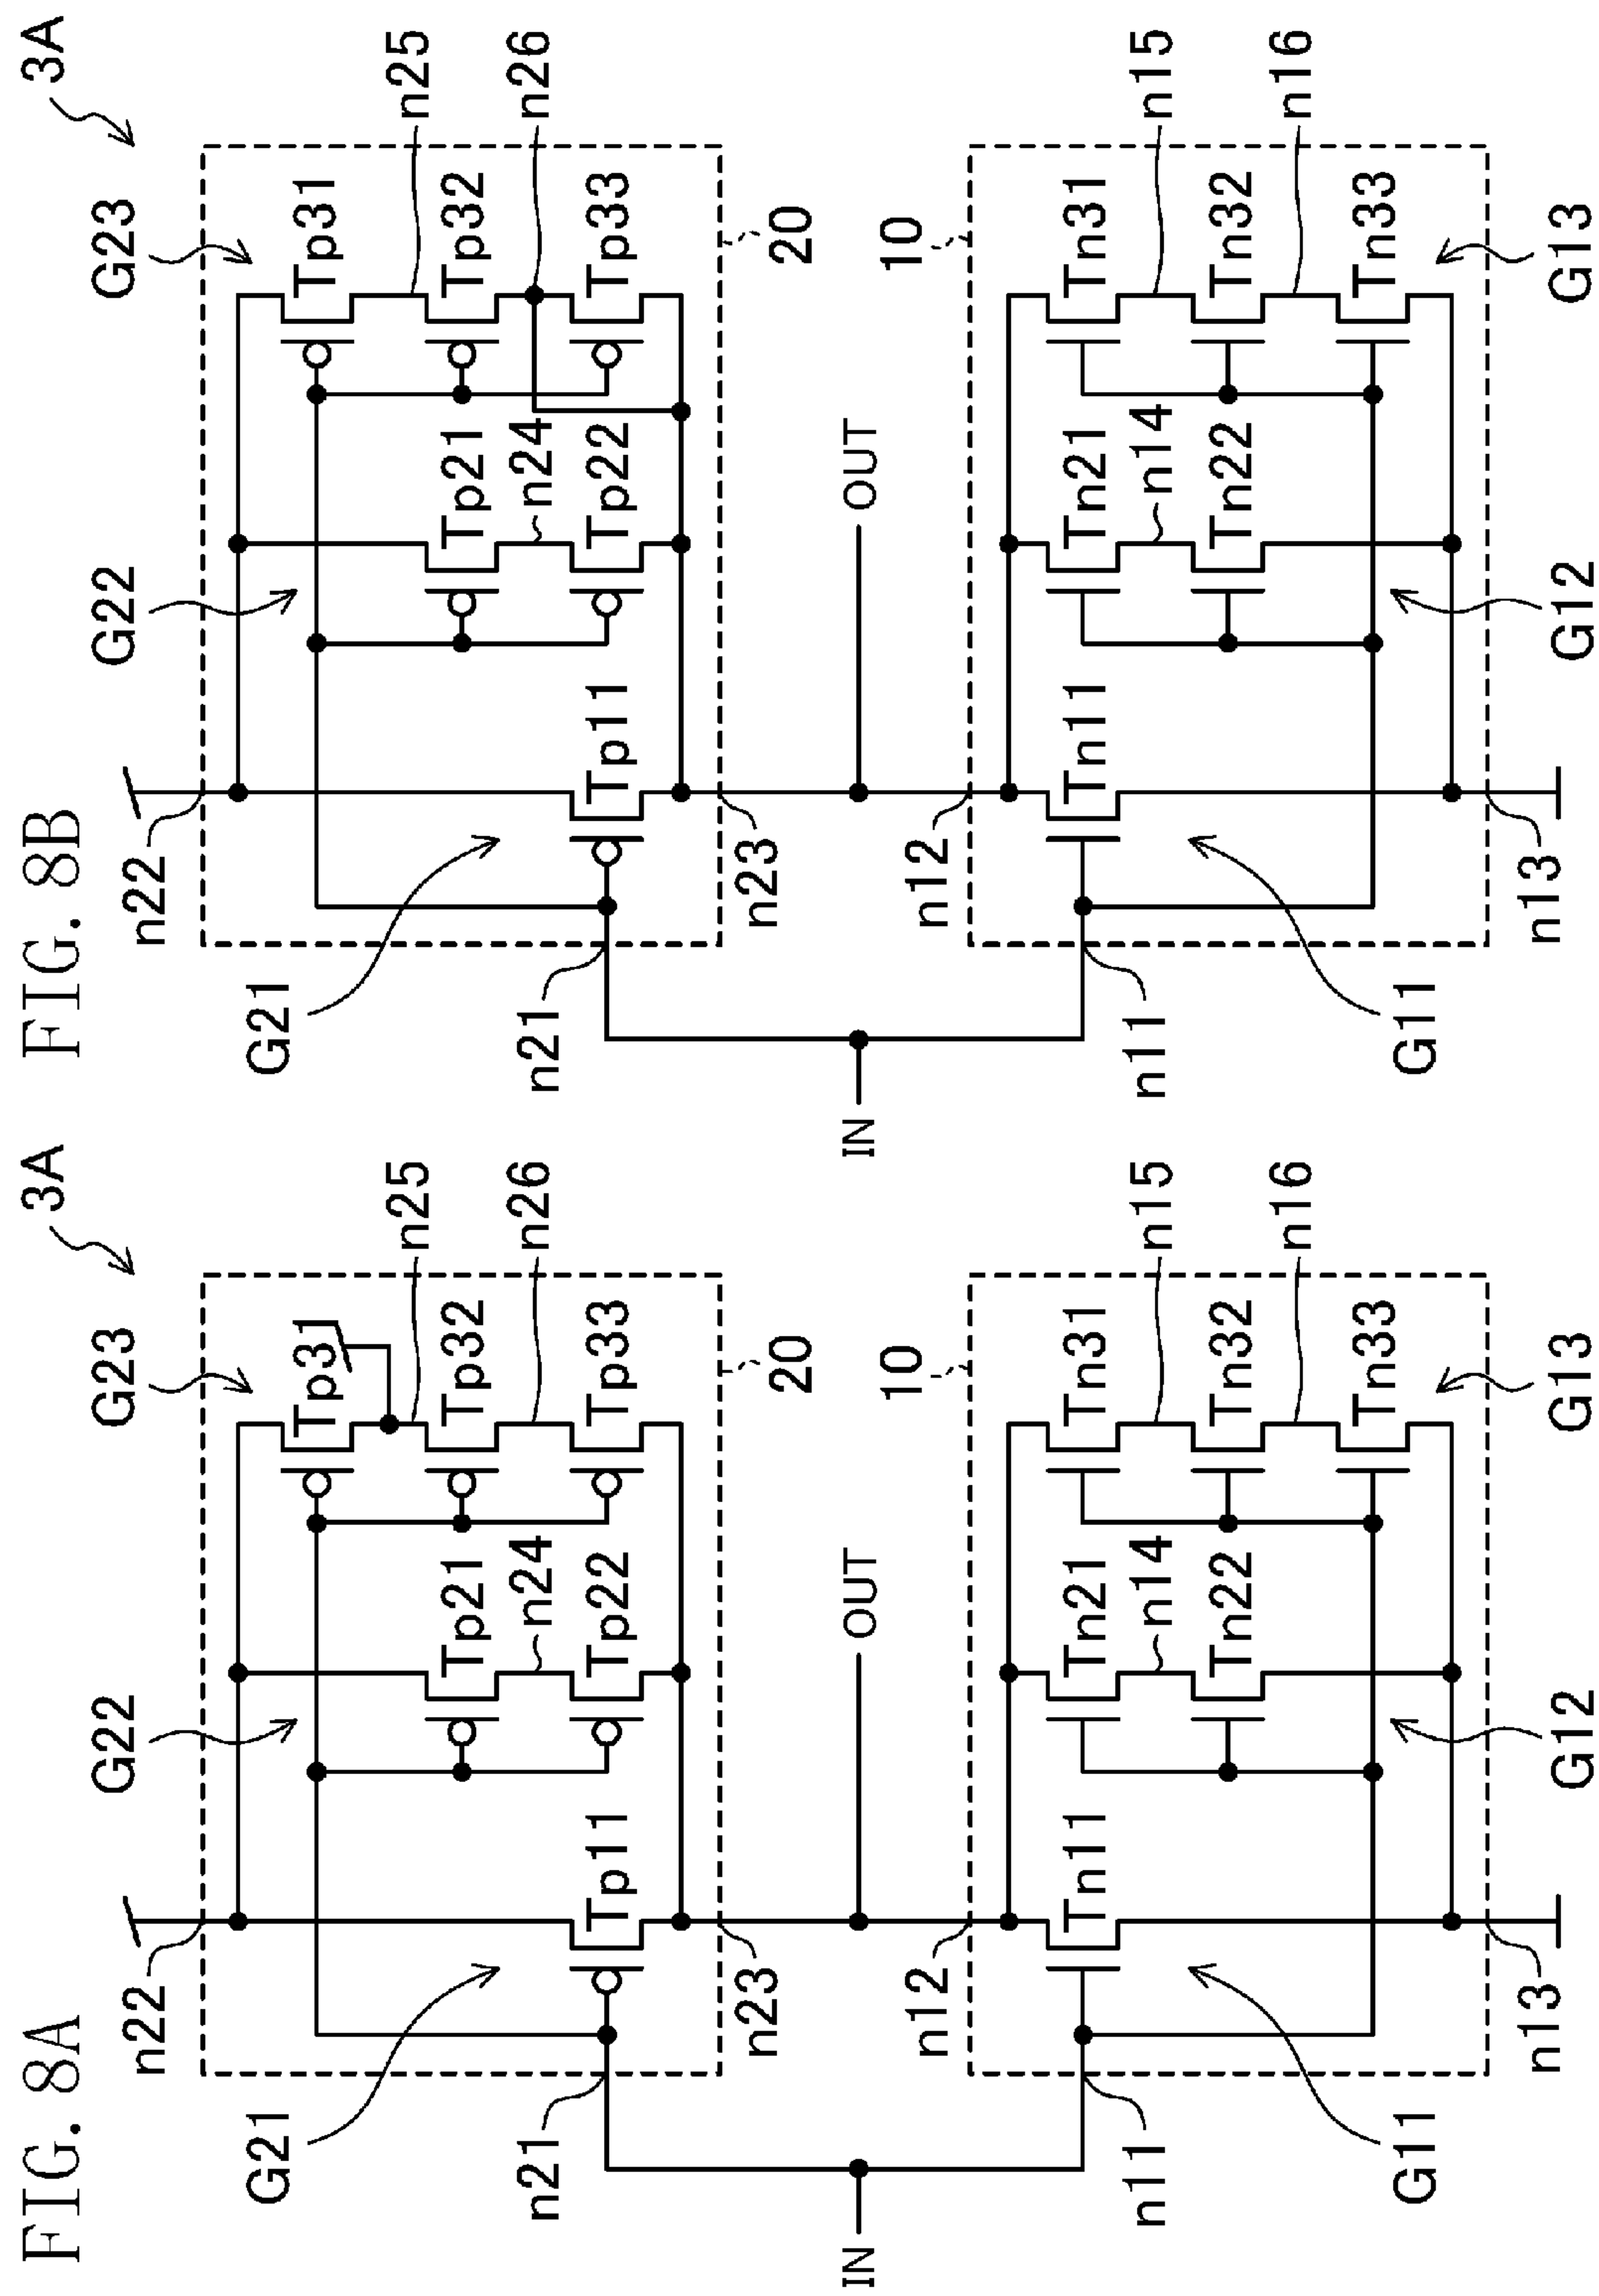 FIG. 8A
3A
G21
G22
G23
n22
n21
n23
n24
n25
n26
Tp11
Tp21
Tp22
Tp31
Tp32
Tp33
20
IN
OUT
10
n12
n11
n13
n14
n15
n16
Tn11
Tn21
Tn22
Tn31
Tn32
Tn33
G11
G12
G13
FIG. 8B
3A
G21
G22
G23
n22
n21
n23
n24
n25
n26
Tp11
Tp21
Tp22
Tp31
Tp32
Tp33
20
IN
OUT
10
n12
n11
n13
n14
n15
n16
Tn11
Tn21
Tn22
Tn31
Tn32
Tn33
G11
G12
G13